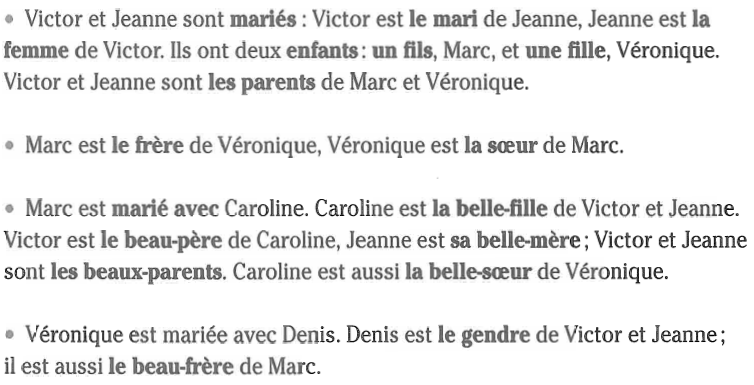 • Victor et Jeanne sont mariés : Victor est le mari de Jeanne, Jeanne est la
femme de Victor. Ils ont deux enfants : un fils, Marc, et une fille, Véronique.
Victor et Jeanne sont les parents de Marc et Véronique.
• Marc est le frère de Véronique, Véronique est la sœur de Marc.
• Marc est marié avec Caroline. Caroline est la belle-fille de Victor et Jeanne.
Victor est le beau-père de Caroline, Jeanne est sa belle-mère ; Victor et Jeanne
sont les beaux-parents. Caroline est aussi la belle-sœur de Véronique.
• Véronique est mariée avec Denis. Denis est le gendre de Victor et Jeanne ;
il est aussi le beau-frère de Marc.